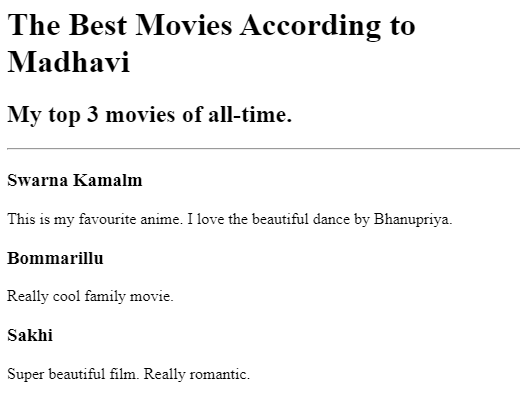 The Best Movies According to
Madhavi
My top 3 movies of all-time.
Swarna Kamalm
This is my favourite anime. I love the beautiful dance by Bhanupriya.
Bommarillu
Really cool family movie.
Sakhi
Super beautiful film. Really romantic.